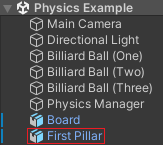 Physics Example
Main Camera
Directional Light
Billiard Ball (One)
Billiard Ball (Two)
Billiard Ball (Three)
Physics Manager
Board
First Pillar